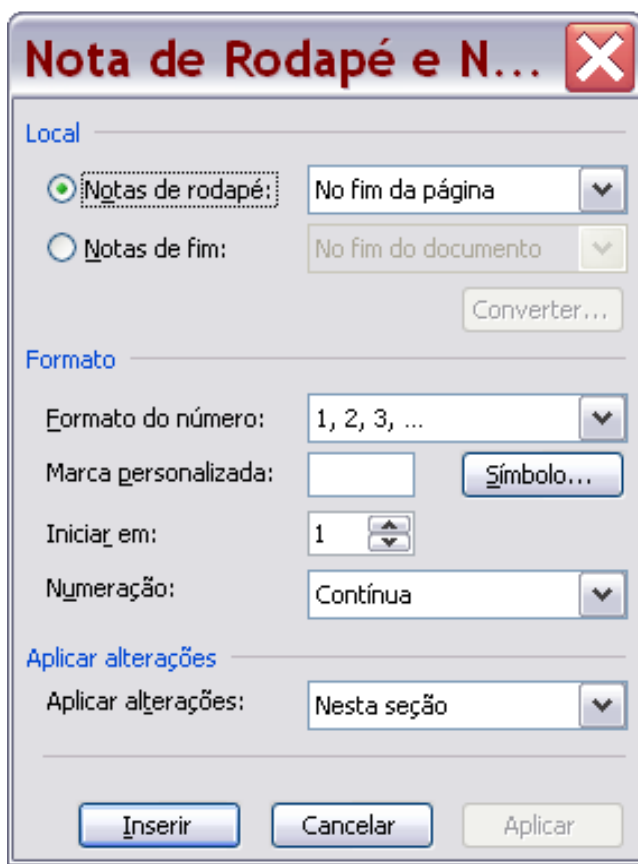 Nota de Rodapé e N...
Local
Notas de rodapé: No fim da página
Notas de fim: No fim do documento
Converter...
Formato
Formato do número: 1, 2, 3, ...
Marca personalizada: Símbolo...
Iniciar em: 1
Numeração: Contínua
Aplicar alterações
Aplicar alterações: Nesta seção
Inserir Cancelar Aplicar